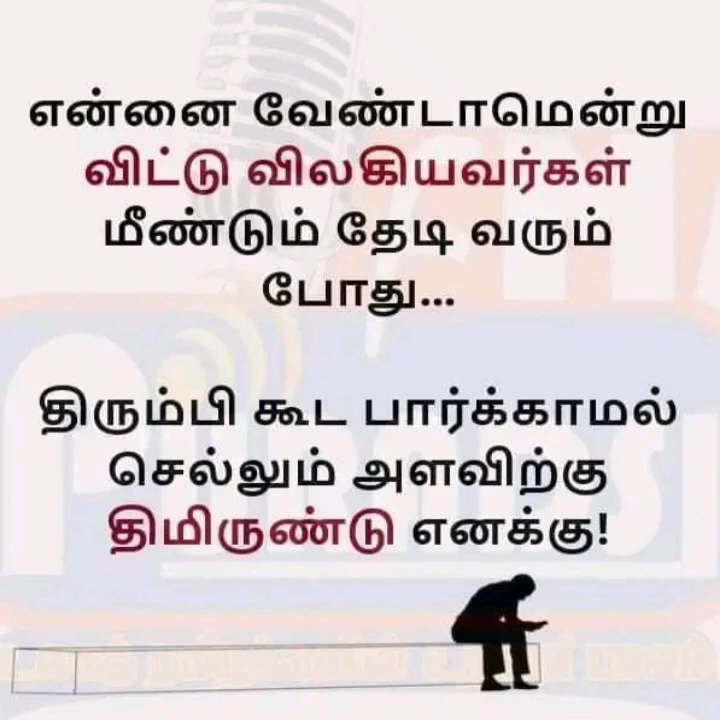 என்னை வேண்டாமென்று
விட்டு விலகியவர்கள்
மீண்டும் தேடி வரும்
போது...
திரும்பி கூட பார்க்காமல்
செல்லும் அளவிற்கு
திமிருண்டு எனக்கு!